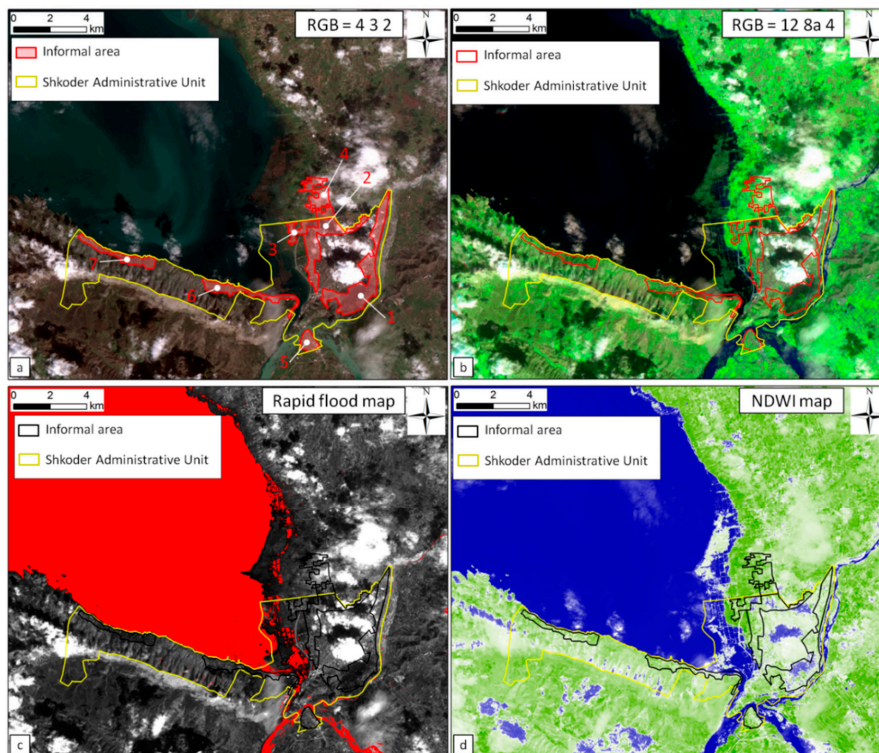 0 2 4
km
RGB = 4 3 2
N
Informal area
Shkoder Administrative Unit
4
2
3
7
6
1
5
a
0 2 4
km
RGB = 12 8a 4
N
Informal area
Shkoder Administrative Unit
b
0 2 4
km
Rapid flood map
N
Informal area
Shkoder Administrative Unit
c
0 2 4
km
NDWI map
N
Informal area
Shkoder Administrative Unit
d